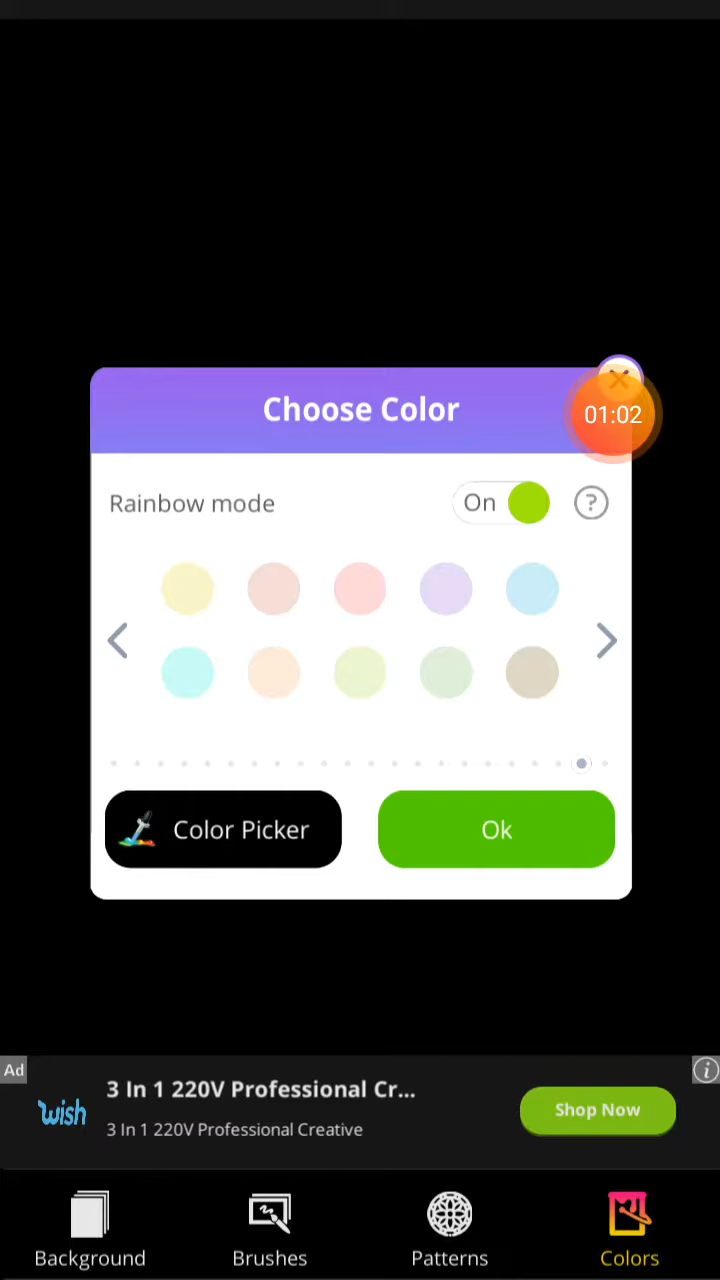 Choose Color
01:02
Rainbow mode
On
?
Color Picker
Ok
Ad
3 In 1 220V Professional Cr...
wish
Shop Now
3 In 1 220V Professional Creative
Background
Brushes
Patterns
Colors